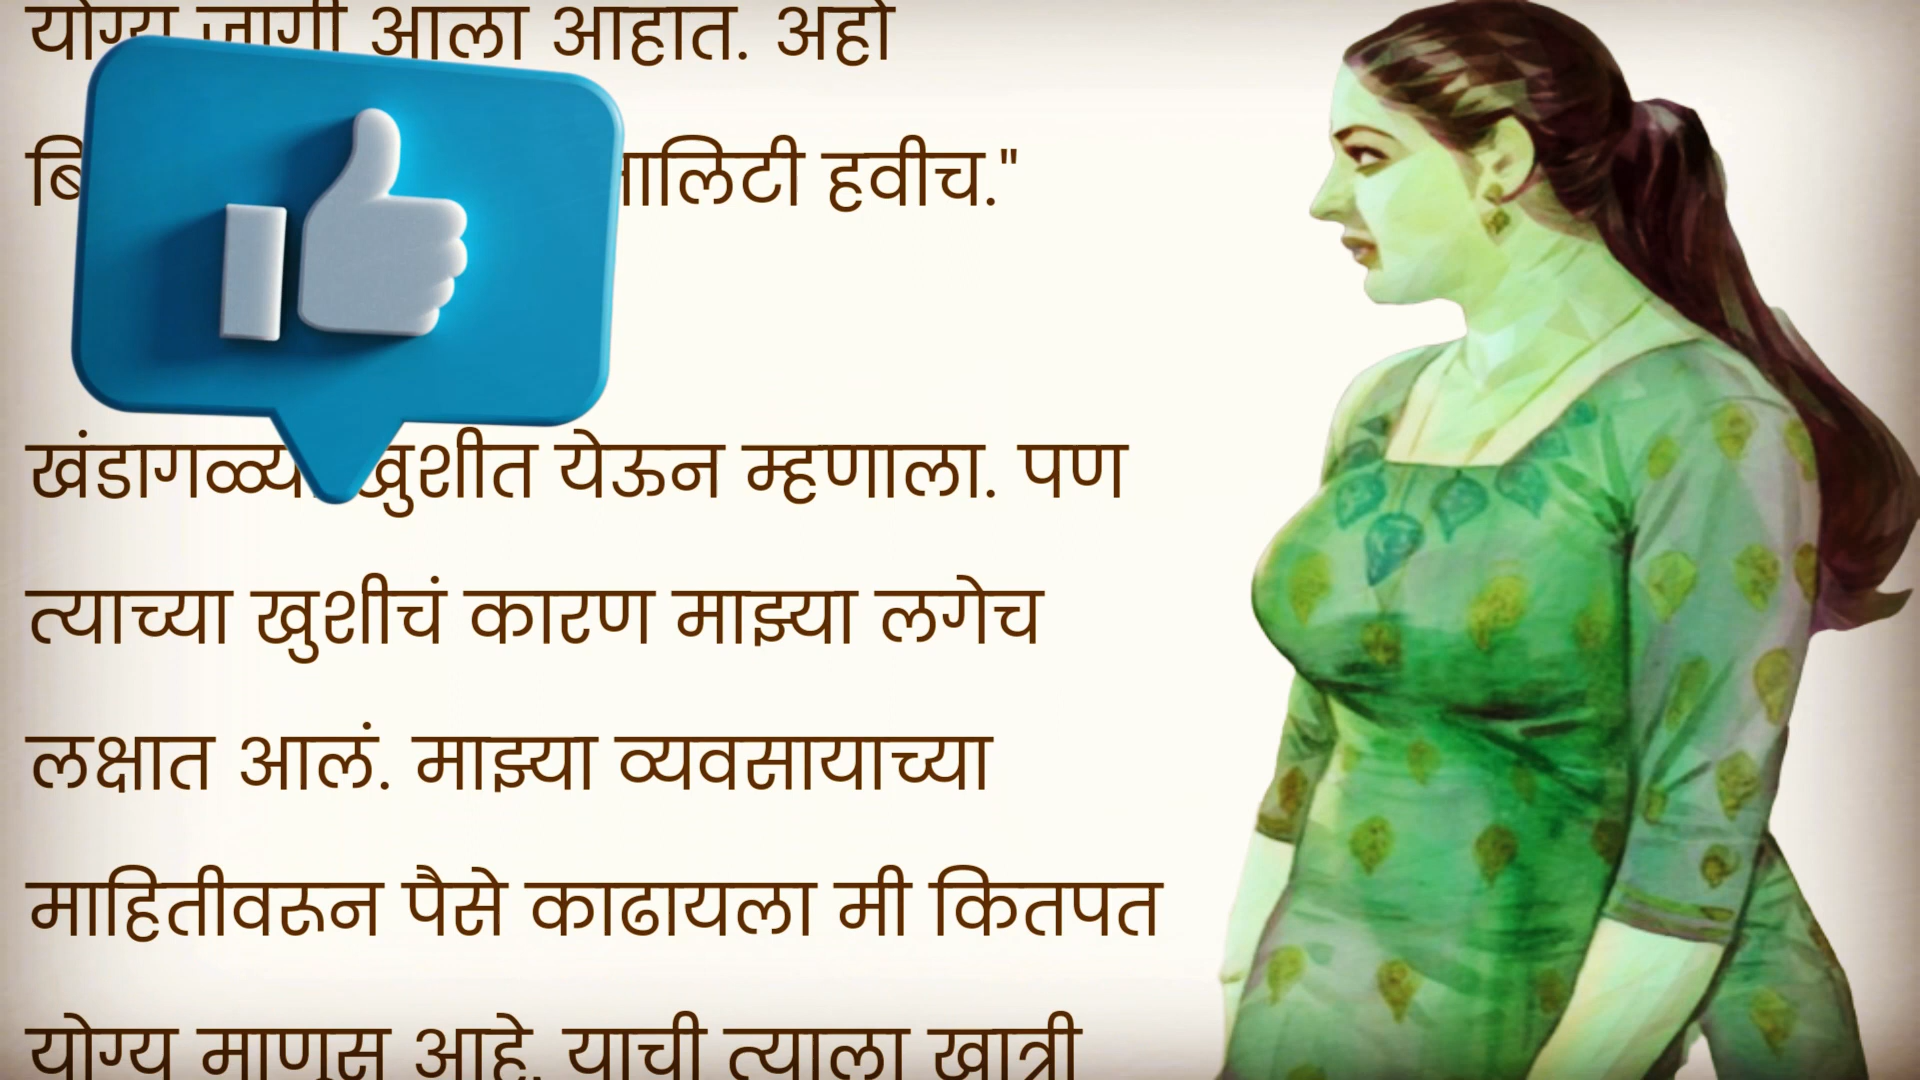 योग्य जागी आला आहात. अहो
हवीच."
खंडागळ्या खुशीत येऊन म्हणाला. पण
त्याच्या खुशीचं कारण माझ्या लगेच
लक्षात आलं. माझ्या व्यवसायाच्या
माहितीवरून पैसे काढायला मी कितपत
योग्य माणूस आहे, याची त्याला खात्री